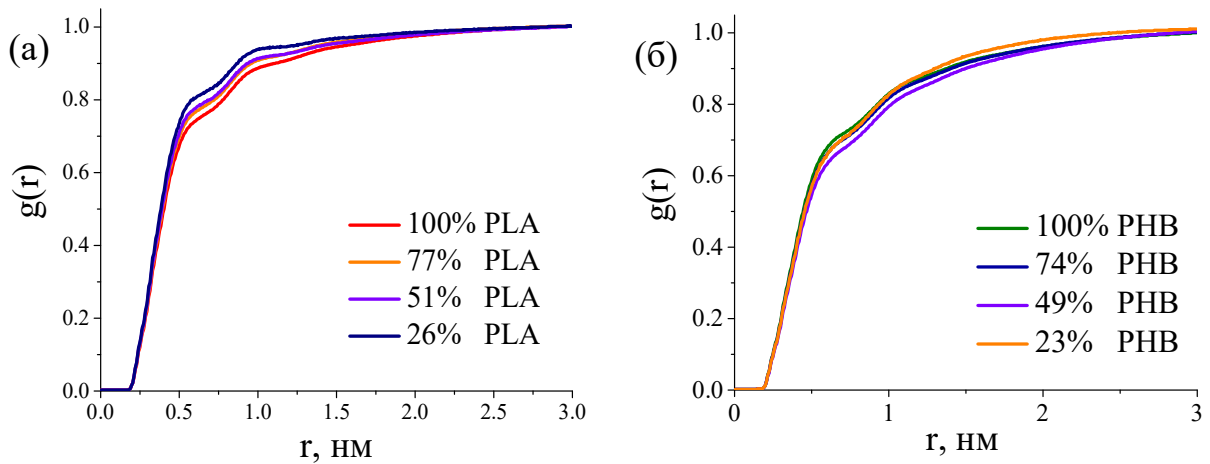 (а)
g(r)
1.0
0.8
0.6
0.4
0.2
0.0
0.0 0.5 1.0 1.5 2.0 2.5 3.0
r, нм
100% PLA
77% PLA
51% PLA
26% PLA
(б)
g(r)
1.0
0.8
0.6
0.4
0.2
0.0
0 1 2 3
r, нм
100% PHB
74% PHB
49% PHB
23% PHB